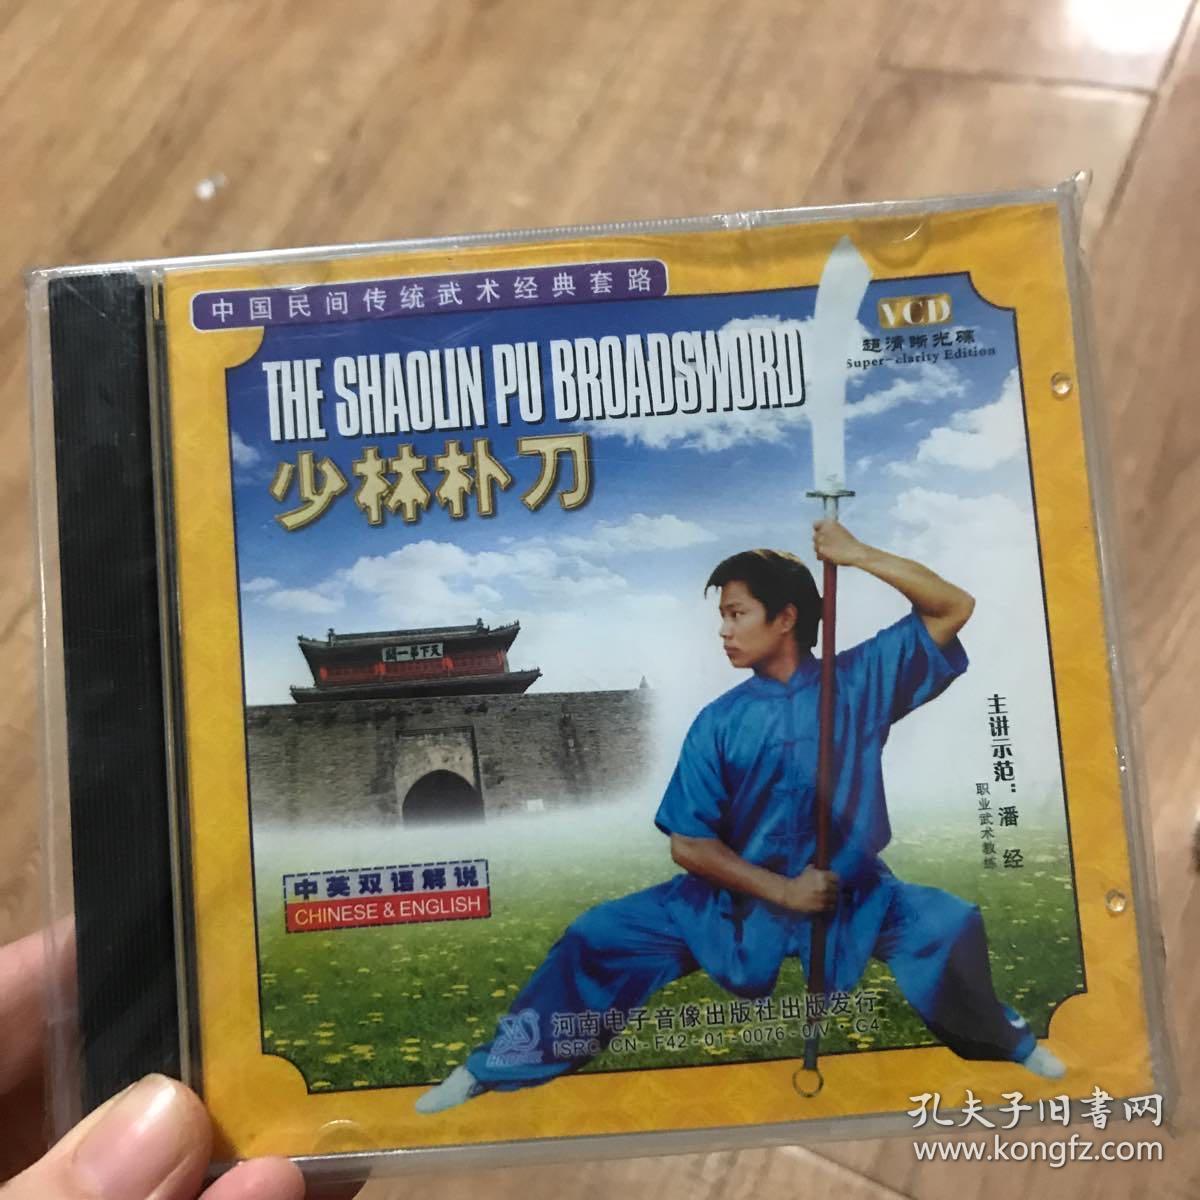 中国民间传统武术经典套路
VCD
超清晰光碟
Super-clarity Edition
THE SHAOLIN PU BROADSWORD
少林朴刀
天下第一關
主讲示范：潘经
职业武术教练
中英双语解说
CHINESE & ENGLISH
河南电子音像出版社出版发行
ISRC CN-F42-01-0076-0/V·G4
孔夫子旧書网
www.kongfz.com